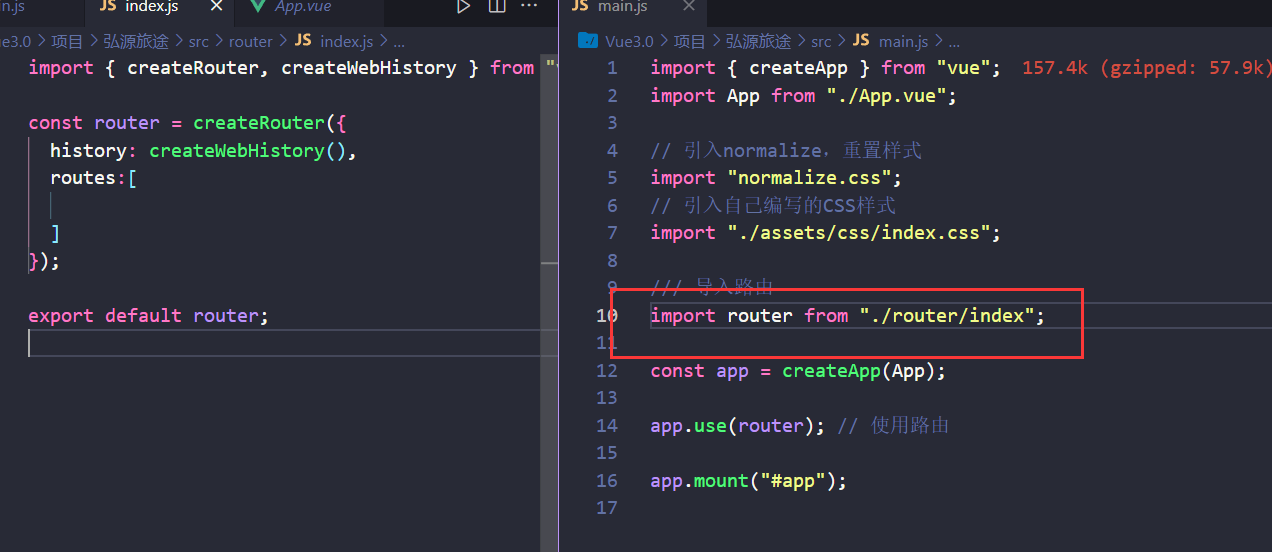 in.js
JS index.js
App.vue
ue3.0 > 项目 > 弘源旅途 > src > router > JS index.js > ...
import { createRouter, createWebHistory } from "
const router = createRouter({
history: createWebHistory(),
routes:[
]
});
export default router;
JS main.js
Vue3.0 > 项目 > 弘源旅途 > src > JS main.js > ...
1 import { createApp } from "vue"; 157.4k (gzipped: 57.9k)
2 import App from "./App.vue";
3
4 // 引入normalize，重置样式
5 import "normalize.css";
6 // 引入自己编写的CSS样式
7 import "./assets/css/index.css";
8
9 /// 导入路由
10 import router from "./router/index";
11
12 const app = createApp(App);
13
14 app.use(router); // 使用路由
15
16 app.mount("#app");
17